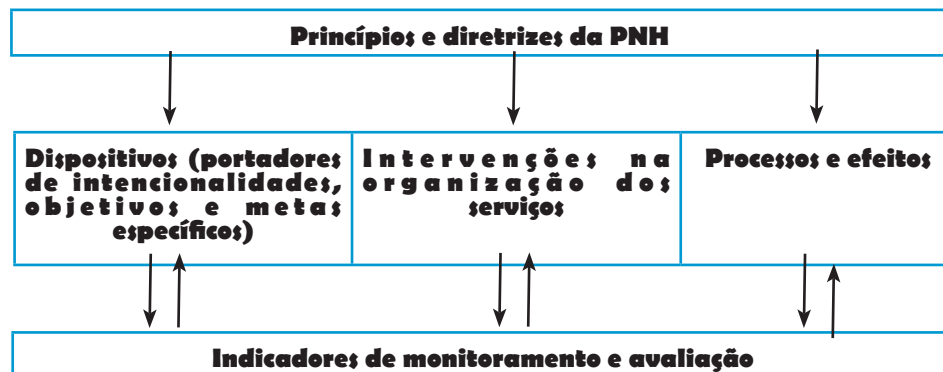 Princípios e diretrizes da PNH
Dispositivos (portadores
de intencionalidades,
objetivos e metas
específicos)
Intervenções na
organização dos
serviços
Processos e efeitos
Indicadores de monitoramento e avaliação